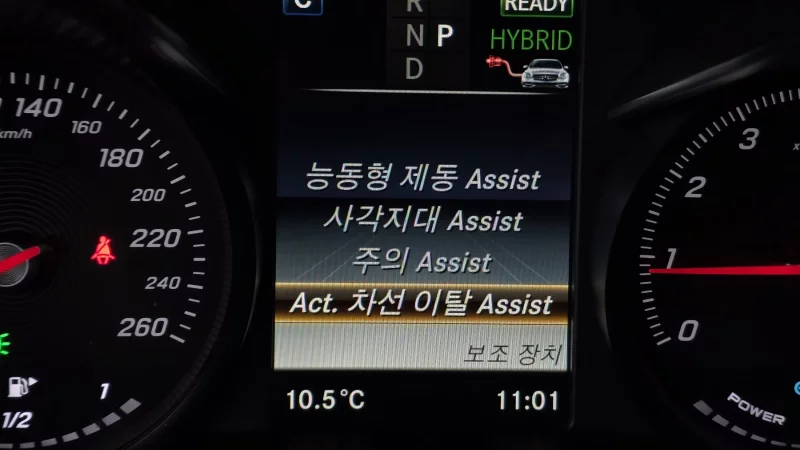 C
R
N P
D
READY
HYBRID
능동형 제동 Assist
사각지대 Assist
주의 Assist
Act. 차선 이탈 Assist
보조 장치
10.5°C
11:01
140
km/h
160
180
200
220
240
260
1/2
1
3
2
1
0
x
POWER